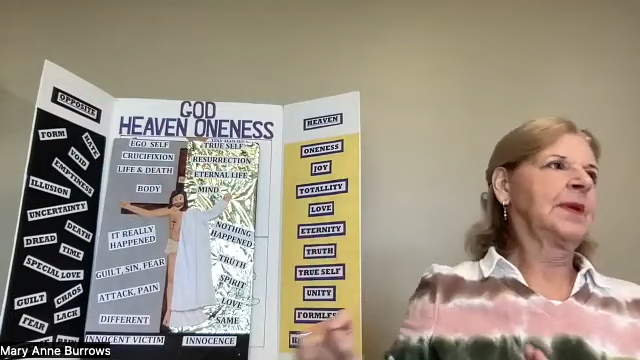 OPPOSITE
FORM
HATE
VOID
EMPTINESS
ILLUSION
UNCERTAINTY
DEATH
DREAD
TIME
SPECIAL LOVE
GUILT
CHAOS
FEAR
LACK
GOD
HEAVEN ONENESS
EGO SELF
CRUCIFIXION
LIFE & DEATH
BODY
IT REALLY
HAPPENED
GUILT, SIN, FEAR
ATTACK, PAIN
DIFFERENT
INNOCENT VICTIM
TRUE SELF
RESURRECTION
ETERNAL LIFE
MIND
NOTHING
HAPPENED
TRUTH
SPIRIT
LOVE
SAME
INNOCENCE
HEAVEN
ONENESS
JOY
TOTALLITY
LOVE
ETERNITY
TRUTH
TRUE SELF
UNITY
FORMLESS
Mary Anne Burrows